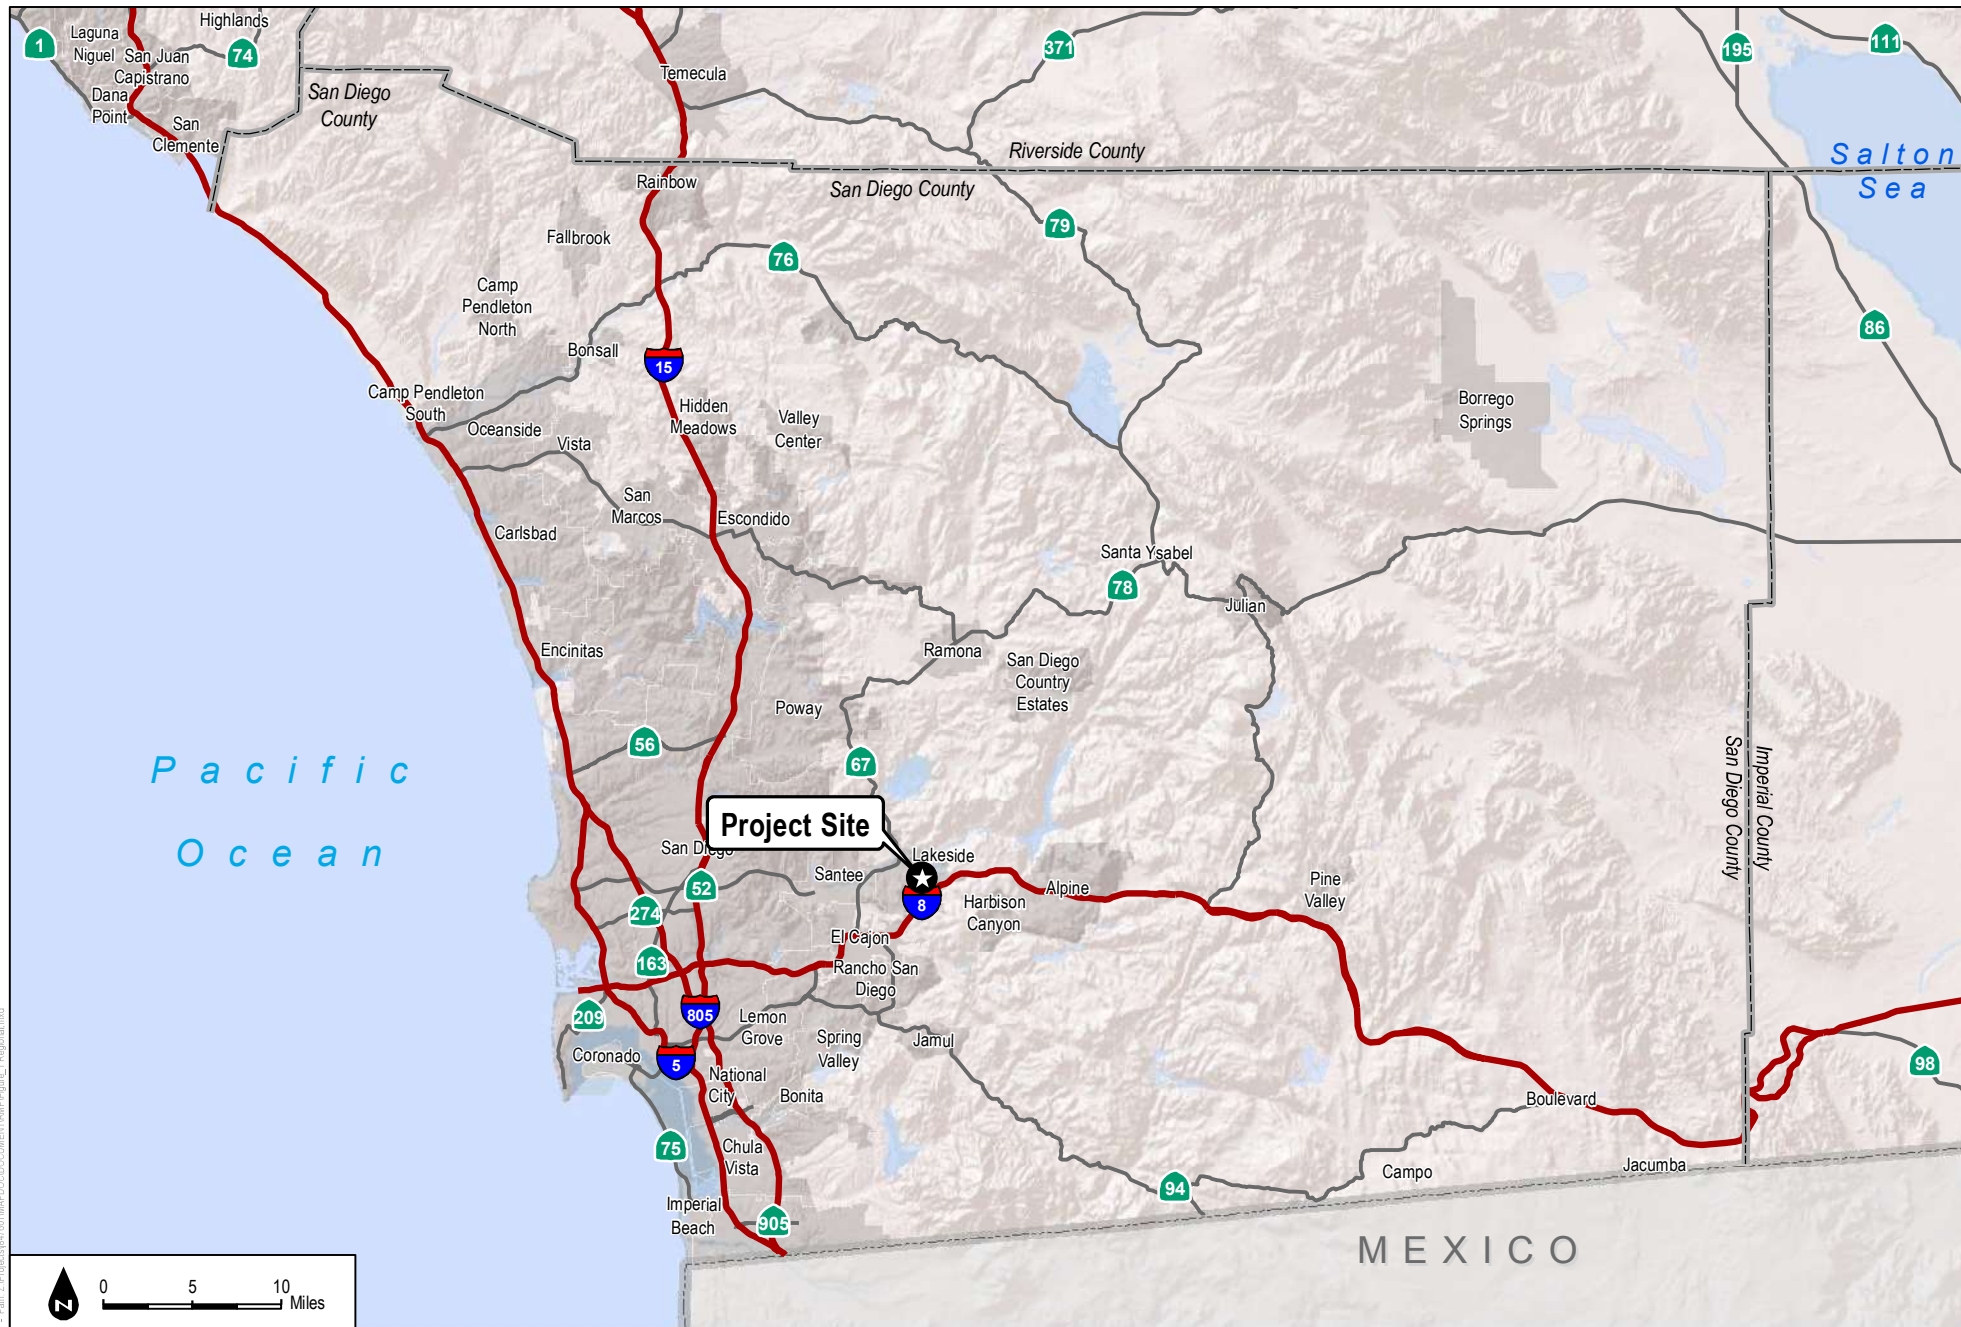 1
Laguna
Niguel
San Juan
Capistrano
Highlands
74
Dana
Point
San
Clemente
San Diego
County
Temecula
371
195
111
Salton
Sea
Riverside County
San Diego County
Rainbow
79
Fallbrook
76
Camp
Pendleton
North
86
Bonsall
15
Camp Pendleton
South
Hidden
Meadows
Valley
Center
Borrego
Springs
Oceanside
Vista
San
Marcos
Escondido
Carlsbad
Santa Ysabel
78
Julian
Encinitas
Ramona
San Diego
Country
Estates
Poway
56
67
Pacific
Ocean
San Diego County
Imperial County
Project Site
San Diego
Lakeside
Santee
52
8
Alpine
Harbison
Canyon
Pine
Valley
274
El Cajon
163
Rancho San
Diego
209
805
Lemon
Grove
Spring
Valley
Jamul
Coronado
5
National
City
Bonita
98
Boulevard
75
Chula
Vista
Campo
Jacumba
94
Imperial
Beach
905
MEXICO
N
0 5 10
Miles